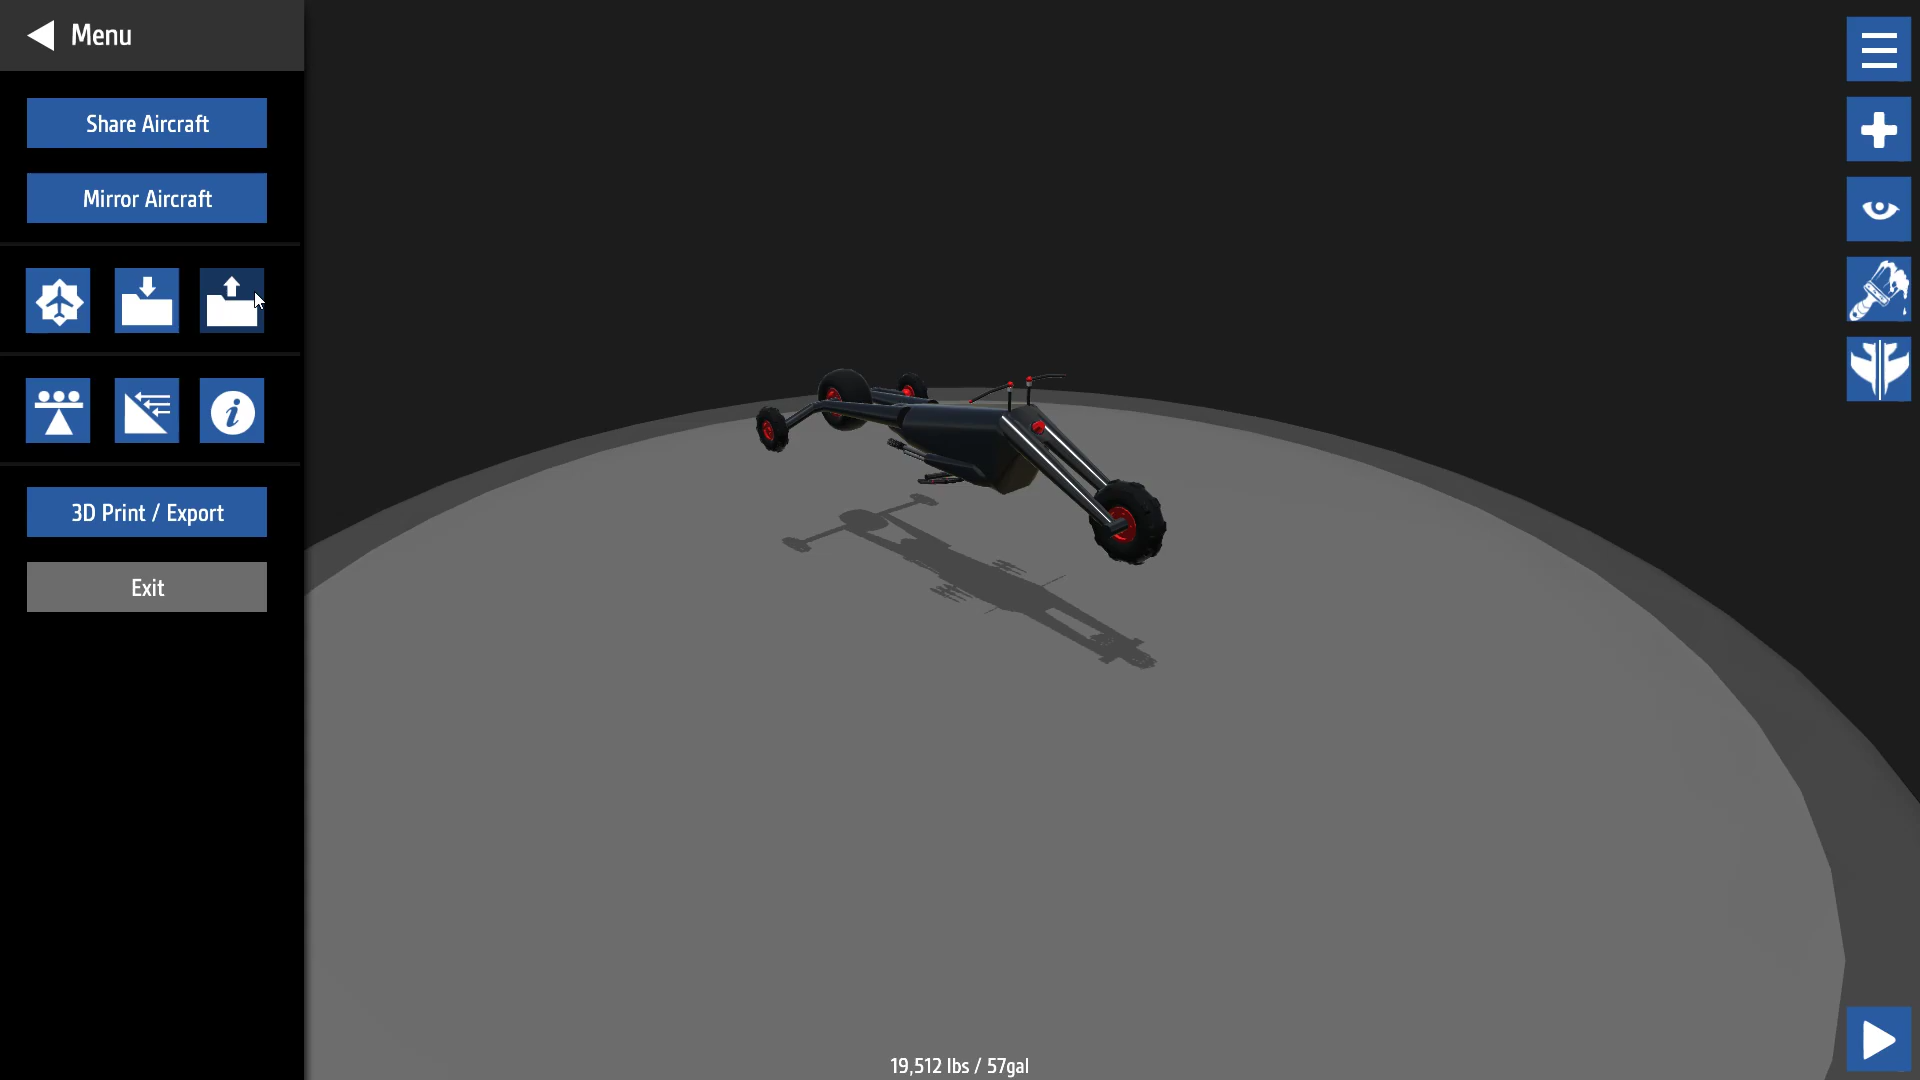 Menu
Share Aircraft
Mirror Aircraft
3D Print / Export
Exit
19,512 lbs / 57gal